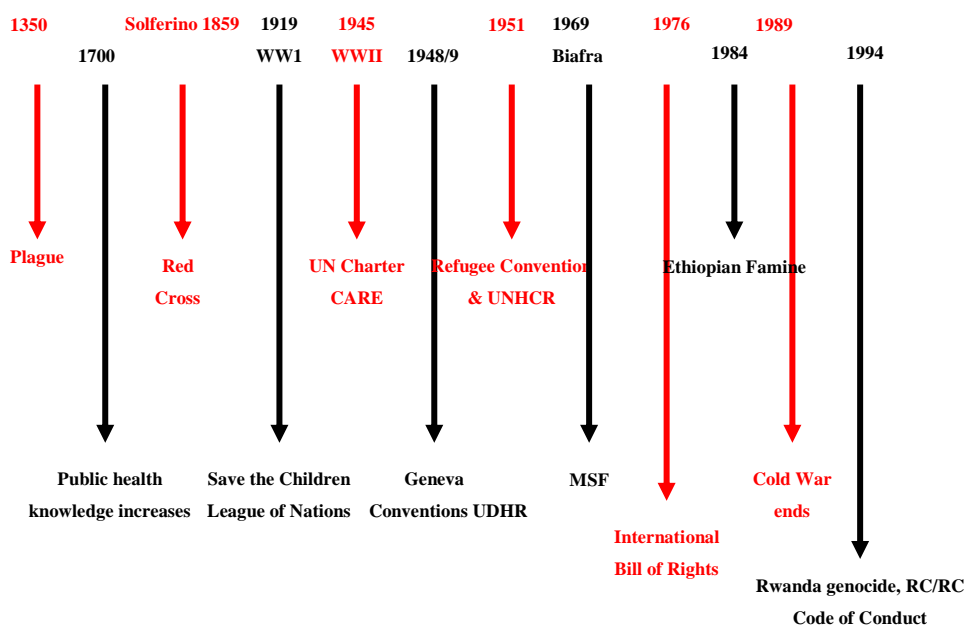 1350
Solferino 1859
1919
1945
1951
1969
1976
1989
1700
WW1
WWII
1948/9
Biafra
1984
1994
Plague
Red
Cross
UN Charter
CARE
Refugee Convention
& UNHCR
Ethiopian Famine
Public health
knowledge increases
Save the Children
League of Nations
Geneva
Conventions UDHR
MSF
Cold War
ends
International
Bill of Rights
Rwanda genocide, RC/RC
Code of Conduct